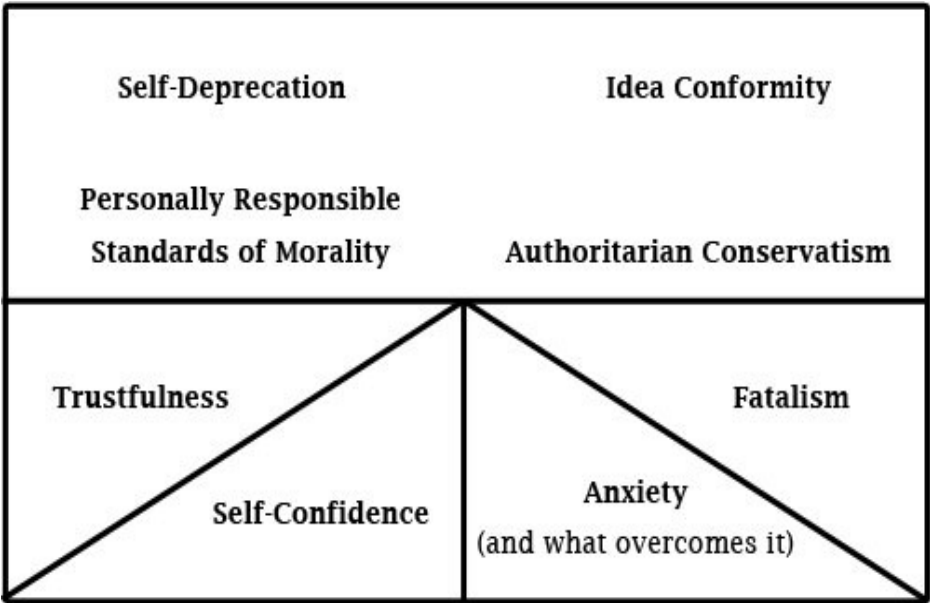 Self-Deprecation
Idea Conformity
Personally Responsible
Standards of Morality
Authoritarian Conservatism
Trustfulness
Fatalism
Self-Confidence
Anxiety
(and what overcomes it)